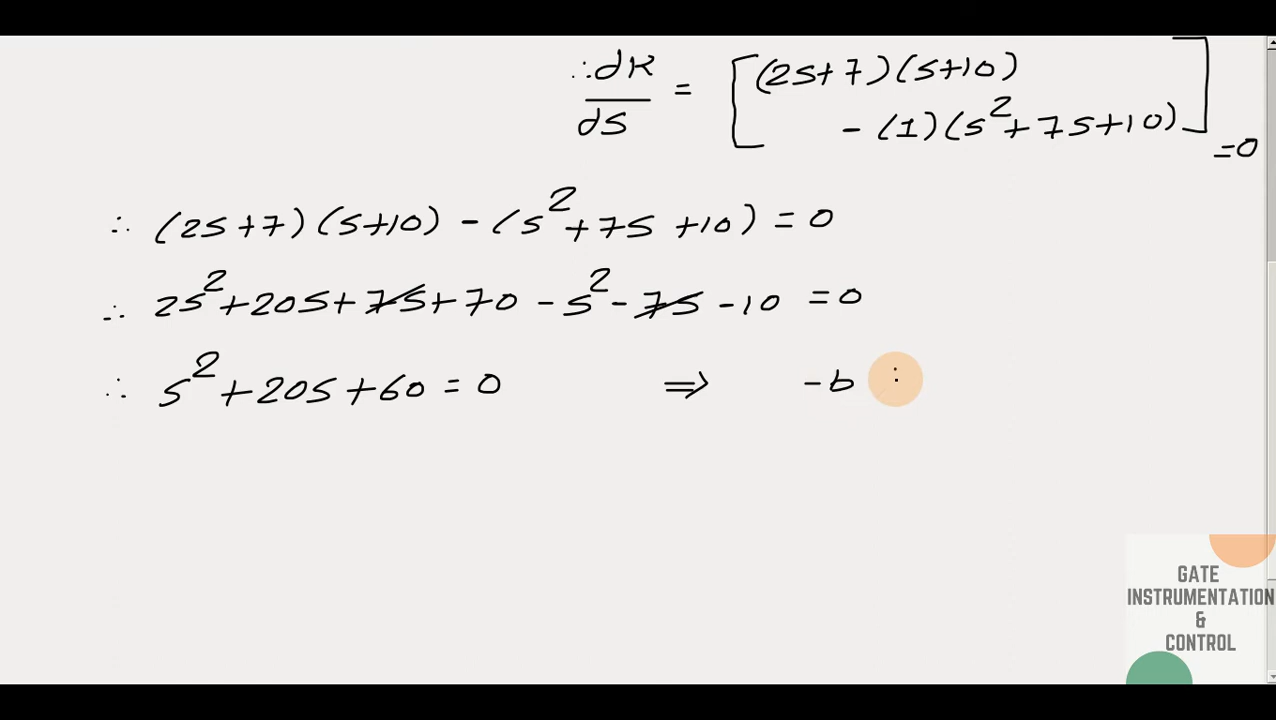 ∴ dK/ds = [(2s+7)(s+10)
- (1)(s²+7s+10)] =0
∴ (2s+7)(s+10) - (s²+7s+10) = 0
∴ 2s²+20s+7s+70 -s²-7s-10 =0
∴ s²+20s+60=0 ⇒ -b
GATE
INSTRUMENTATION
&
CONTROL